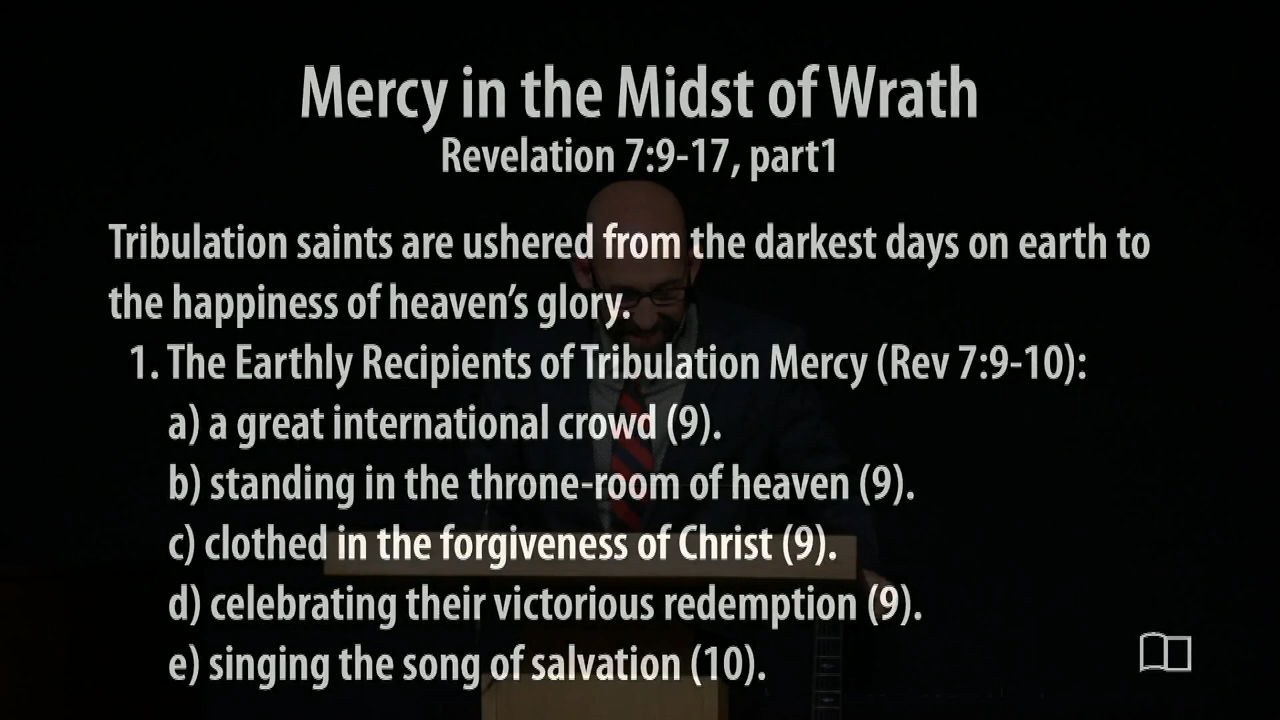 Mercy in the Midst of Wrath
Revelation 7:9-17, part1
Tribulation saints are ushered from the darkest days on earth to
the happiness of heaven’s glory.
1. The Earthly Recipients of Tribulation Mercy (Rev 7:9-10):
a) a great international crowd (9).
b) standing in the throne-room of heaven (9).
c) clothed in the forgiveness of Christ (9).
d) celebrating their victorious redemption (9).
e) singing the song of salvation (10).